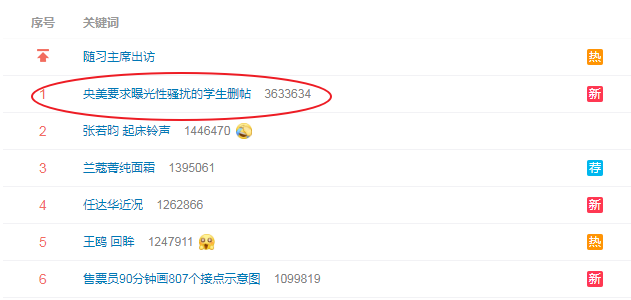 序号 关键词
随习主席出访 热
1 央美要求曝光性骚扰的学生删帖 3633634 新
2 张若昀 起床铃声 1446470
3 兰蔻菁纯面霜 1395061 荐
4 任达华近况 1262866 新
5 王鸥 回眸 1247911 热
6 售票员90分钟画807个接点示意图 1099819 新